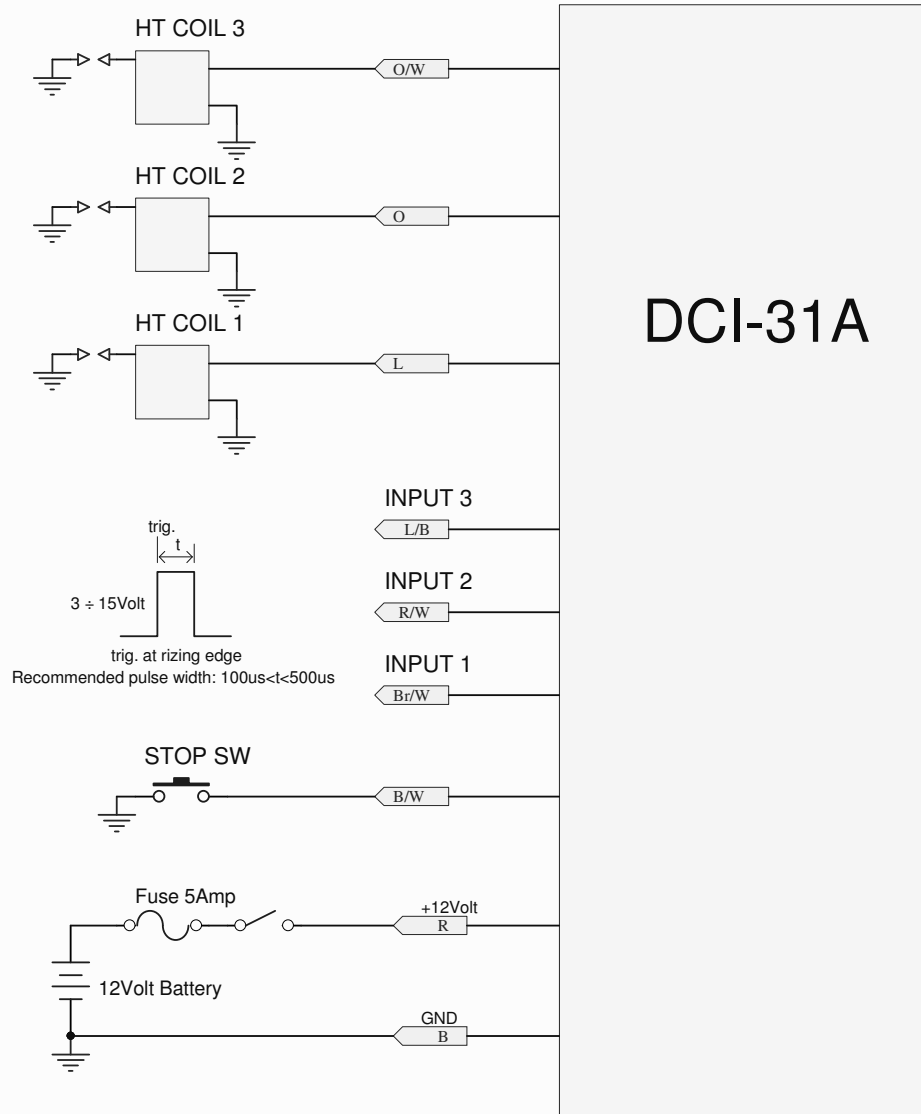 HT COIL 3
O/W
HT COIL 2
O
DCI-31A
HT COIL 1
L
INPUT 3
L/B
trig.
t
3 ÷ 15Volt
trig. at rizing edge
Recommended pulse width: 100us<t<500us
INPUT 2
R/W
INPUT 1
Br/W
STOP SW
B/W
Fuse 5Amp
+12Volt
R
12Volt Battery
GND
B